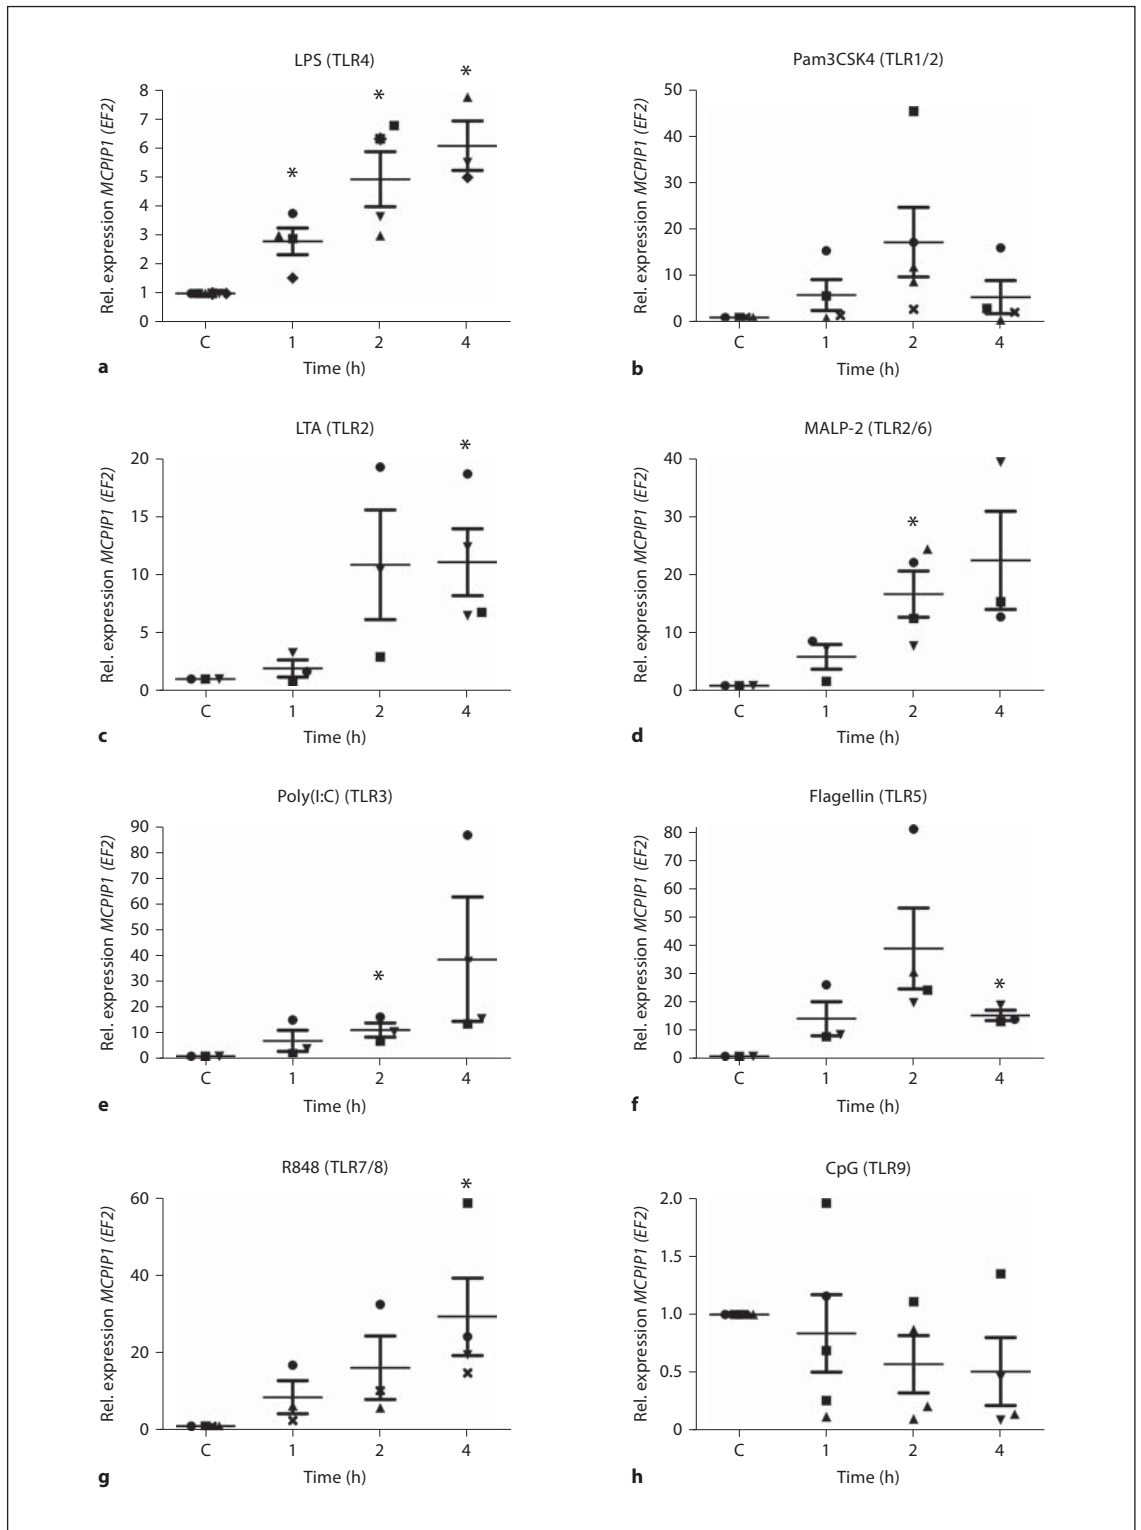 LPS (TLR4)
Rel. expression MCPIP1 (EF2)
8
7
6
5
4
3
2
1
0
*
*
*
C 1 2 4
Time (h)
a
Pam3CSK4 (TLR1/2)
Rel. expression MCPIP1 (EF2)
50
40
30
20
10
0
C 1 2 4
Time (h)
b
LTA (TLR2)
Rel. expression MCPIP1 (EF2)
20
15
10
5
0
*
C 1 2 4
Time (h)
c
MALP-2 (TLR2/6)
Rel. expression MCPIP1 (EF2)
40
30
20
10
0
*
C 1 2 4
Time (h)
d
Poly(I:C) (TLR3)
Rel. expression MCPIP1 (EF2)
90
80
70
60
50
40
30
20
10
0
*
C 1 2 4
Time (h)
e
Flagellin (TLR5)
Rel. expression MCPIP1 (EF2)
80
70
60
50
40
30
20
10
0
*
C 1 2 4
Time (h)
f
R848 (TLR7/8)
Rel. expression MCPIP1 (EF2)
60
40
20
0
*
C 1 2 4
Time (h)
g
CpG (TLR9)
Rel. expression MCPIP1 (EF2)
2.0
1.5
1.0
0.5
0
C 1 2 4
Time (h)
h